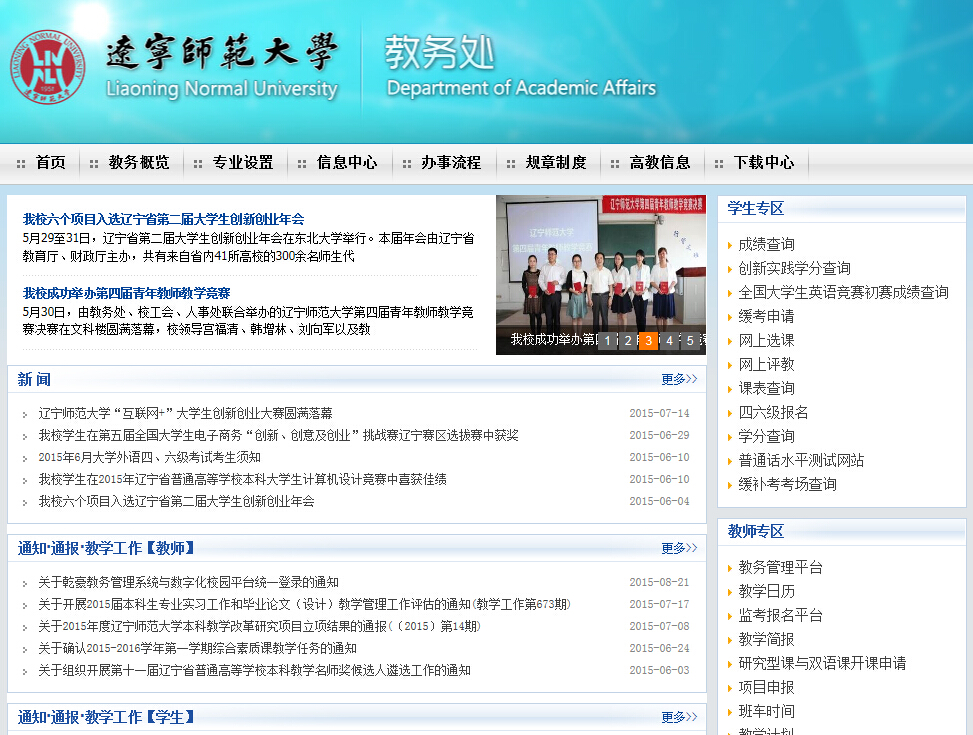 遼寧師範大學
Liaoning Normal University
教务处
Department of Academic Affairs
首页
教务概览
专业设置
信息中心
办事流程
规章制度
高教信息
下载中心
我校六个项目入选辽宁省第二届大学生创新创业年会
5月29至31日，辽宁省第二届大学生创新创业年会在东北大学举行。本届年会由辽宁省
教育厅、财政厅主办，共有来自省内41所高校的300余名师生代
我校成功举办第四届青年教师教学竞赛
5月30日，由教务处、校工会、人事处联合举办的辽宁师范大学第四届青年教师教学竞
赛决赛在文科楼圆满落幕，校领导宫福清、韩增林、刘向军以及教
辽宁师范大学第四届青年教师教学竞赛决赛
辽宁师范大学
我校成功举办第
1 2 3 4 5
新 闻
更多>>
辽宁师范大学“互联网+”大学生创新创业大赛圆满落幕 2015-07-14
我校学生在第五届全国大学生电子商务“创新、创意及创业”挑战赛辽宁赛区选拔赛中获奖 2015-06-29
2015年6月大学外语四、六级考试考生须知 2015-06-10
我校学生在2015年辽宁省普通高等学校本科大学生计算机设计竞赛中喜获佳绩 2015-06-10
我校六个项目入选辽宁省第二届大学生创新创业年会 2015-06-04
通知·通报·教学工作【教师】
更多>>
关于乾豪教务管理系统与数字化校园平台统一登录的通知 2015-08-21
关于开展2015届本科生专业实习工作和毕业论文（设计）教学管理工作评估的通知(教学工作第673期) 2015-07-17
关于2015年度辽宁师范大学本科教学改革研究项目立项结果的通报(〔2015〕第14期) 2015-07-08
关于确认2015-2016学年第一学期综合素质课教学任务的通知 2015-06-24
关于组织开展第十一届辽宁省普通高等学校本科教学名师奖候选人遴选工作的通知 2015-06-03
通知·通报·教学工作【学生】
更多>>
学生专区
成绩查询
创新实践学分查询
全国大学生英语竞赛初赛成绩查询
缓考申请
网上选课
网上评教
课表查询
四六级报名
学分查询
普通话水平测试网站
缓补考考场查询
教师专区
教务管理平台
教学日历
监考报名平台
教学简报
研究型课与双语课开课申请
项目申报
班车时间
教学计划